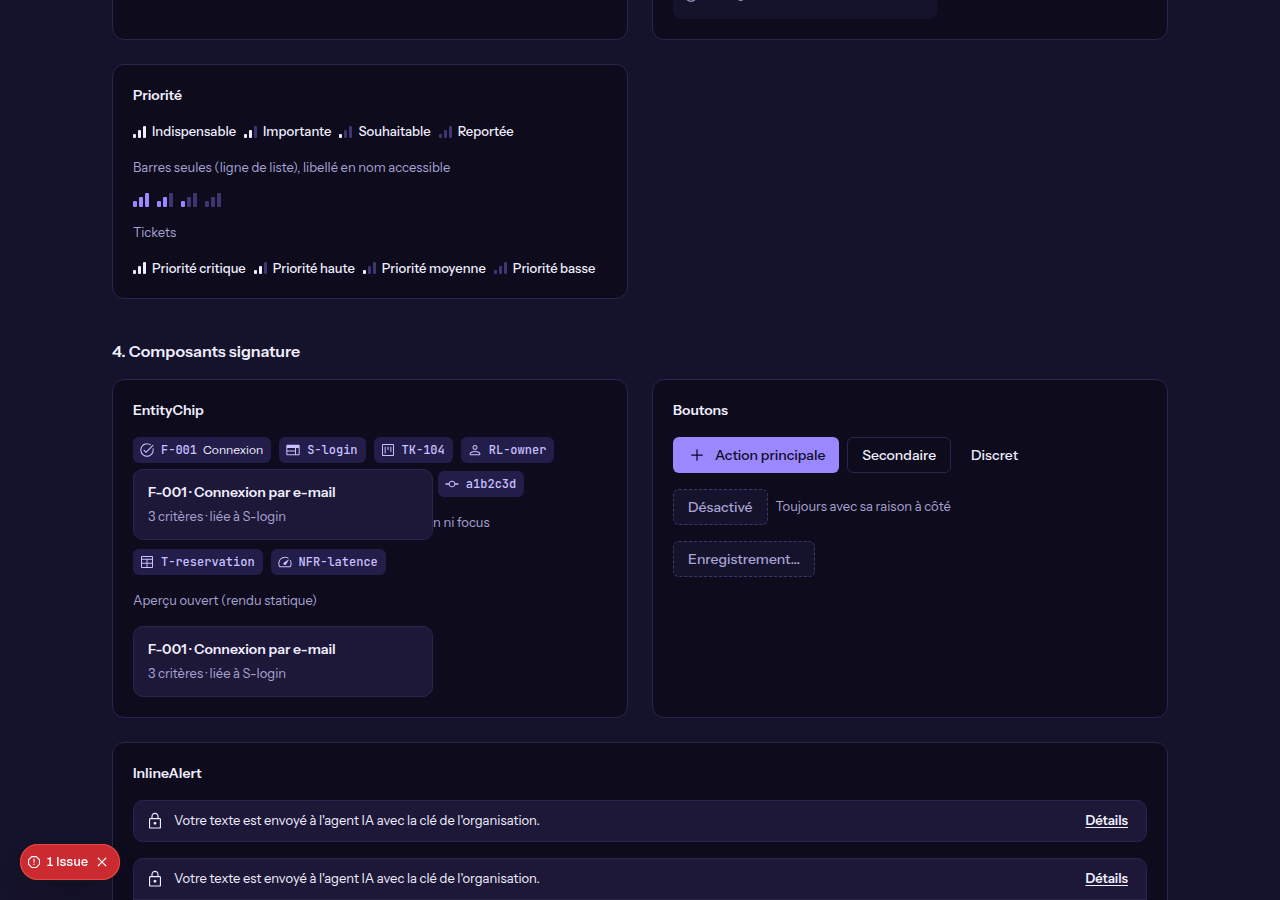 Priorité
Indispensable Importante Souhaitable Reportée
Barres seules (ligne de liste), libellé en nom accessible
Tickets
Priorité critique Priorité haute Priorité moyenne Priorité basse
4. Composants signature
EntityChip
F-001 Connexion S-login TK-104 RL-owner
F-001 · Connexion par e-mail
3 critères · liée à S-login
a1b2c3d
ni focus
T-reservation NFR-latence
Aperçu ouvert (rendu statique)
F-001 · Connexion par e-mail
3 critères · liée à S-login
Boutons
Action principale Secondaire Discret
Désactivé Toujours avec sa raison à côté
Enregistrement…
InlineAlert
Votre texte est envoyé à l'agent IA avec la clé de l'organisation. Détails
Votre texte est envoyé à l'agent IA avec la clé de l'organisation. Détails
1 Issue